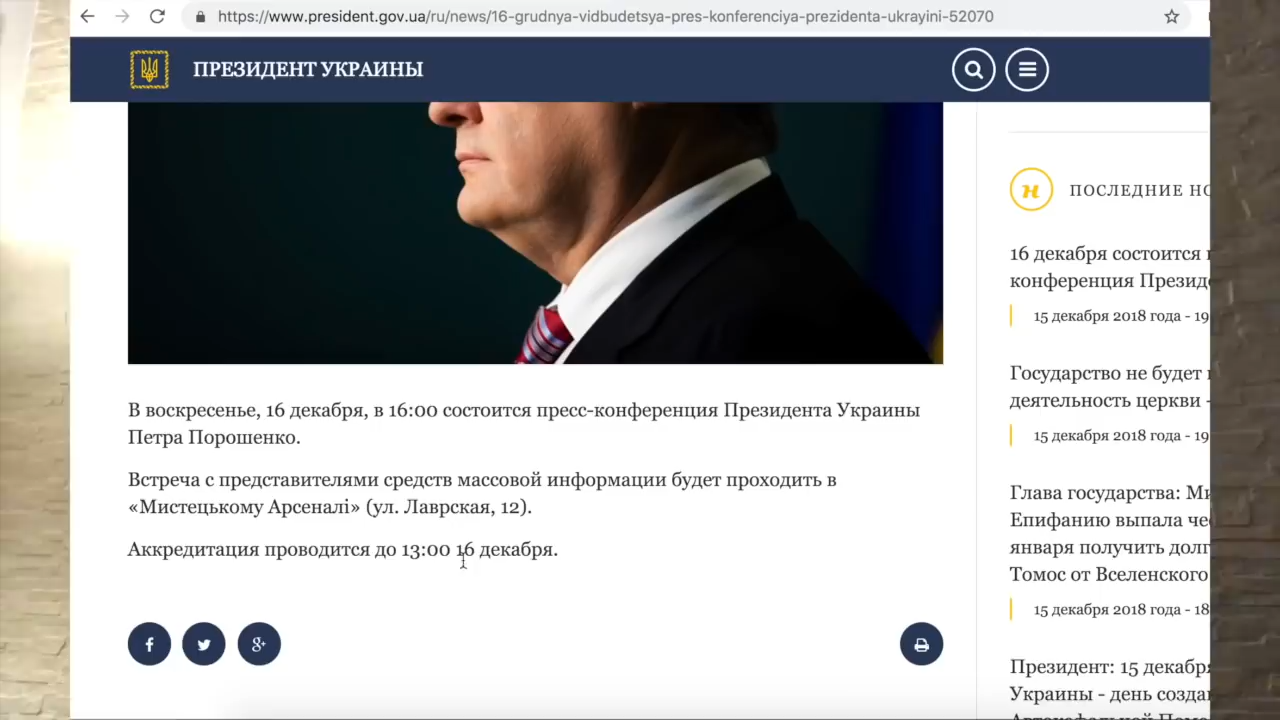 https://www.president.gov.ua/ru/news/16-grudnya-vidbudetsya-pres-konferenciya-prezidenta-ukrayini-52070
ПРЕЗИДЕНТ УКРАИНЫ
В воскресенье, 16 декабря, в 16:00 состоится пресс-конференция Президента Украины
Петра Порошенко.
Встреча с представителями средств массовой информации будет проходить в
«Мистецькому Арсеналі» (ул. Лаврская, 12).
Аккредитация проводится до 13:00 16 декабря.
f
g+
н
ПОСЛЕДНИЕ НО
16 декабря состоится
конференция Презид
15 декабря 2018 года - 19
Государство не будет
деятельность церкви -
15 декабря 2018 года - 19
Глава государства: Ми
Епифанию выпала чес
января получить долг
Томос от Вселенского
15 декабря 2018 года - 18
Президент: 15 декабр
Украины - день созда